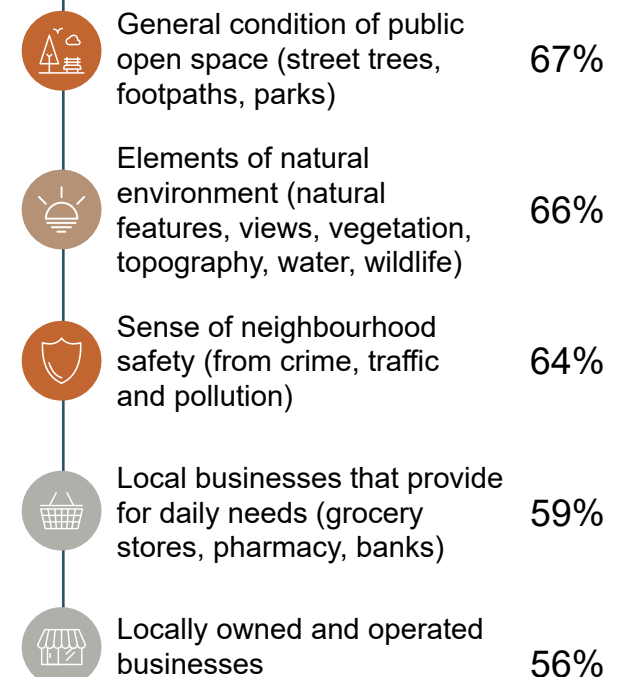 General condition of public
open space (street trees,
footpaths, parks)
67%
Elements of natural
environment (natural
features, views, vegetation,
topography, water, wildlife)
66%
Sense of neighbourhood
safety (from crime, traffic
and pollution)
64%
Local businesses that provide
for daily needs (grocery
stores, pharmacy, banks)
59%
Locally owned and operated
businesses
56%